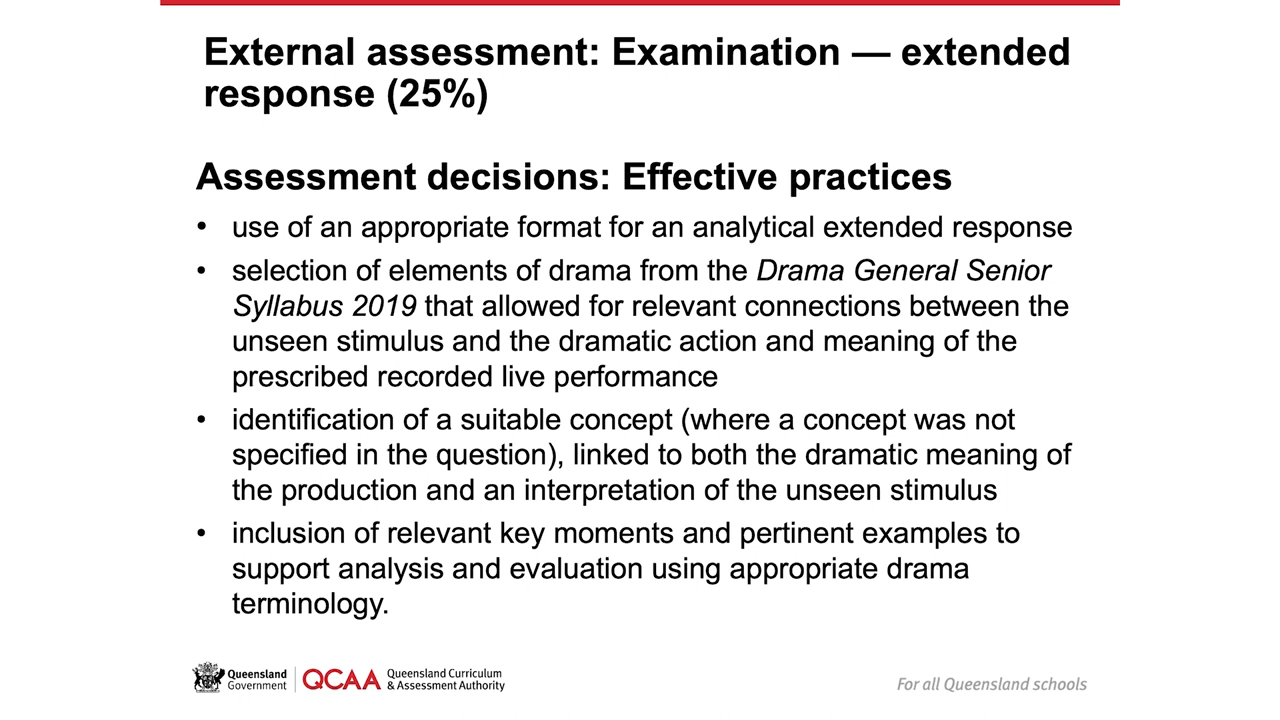 External assessment: Examination — extended
response (25%)
Assessment decisions: Effective practices
• use of an appropriate format for an analytical extended response
• selection of elements of drama from the Drama General Senior
Syllabus 2019 that allowed for relevant connections between the
unseen stimulus and the dramatic action and meaning of the
prescribed recorded live performance
• identification of a suitable concept (where a concept was not
specified in the question), linked to both the dramatic meaning of
the production and an interpretation of the unseen stimulus
• inclusion of relevant key moments and pertinent examples to
support analysis and evaluation using appropriate drama
terminology.
Queensland
Government
QCAA
Queensland Curriculum
& Assessment Authority
For all Queensland schools